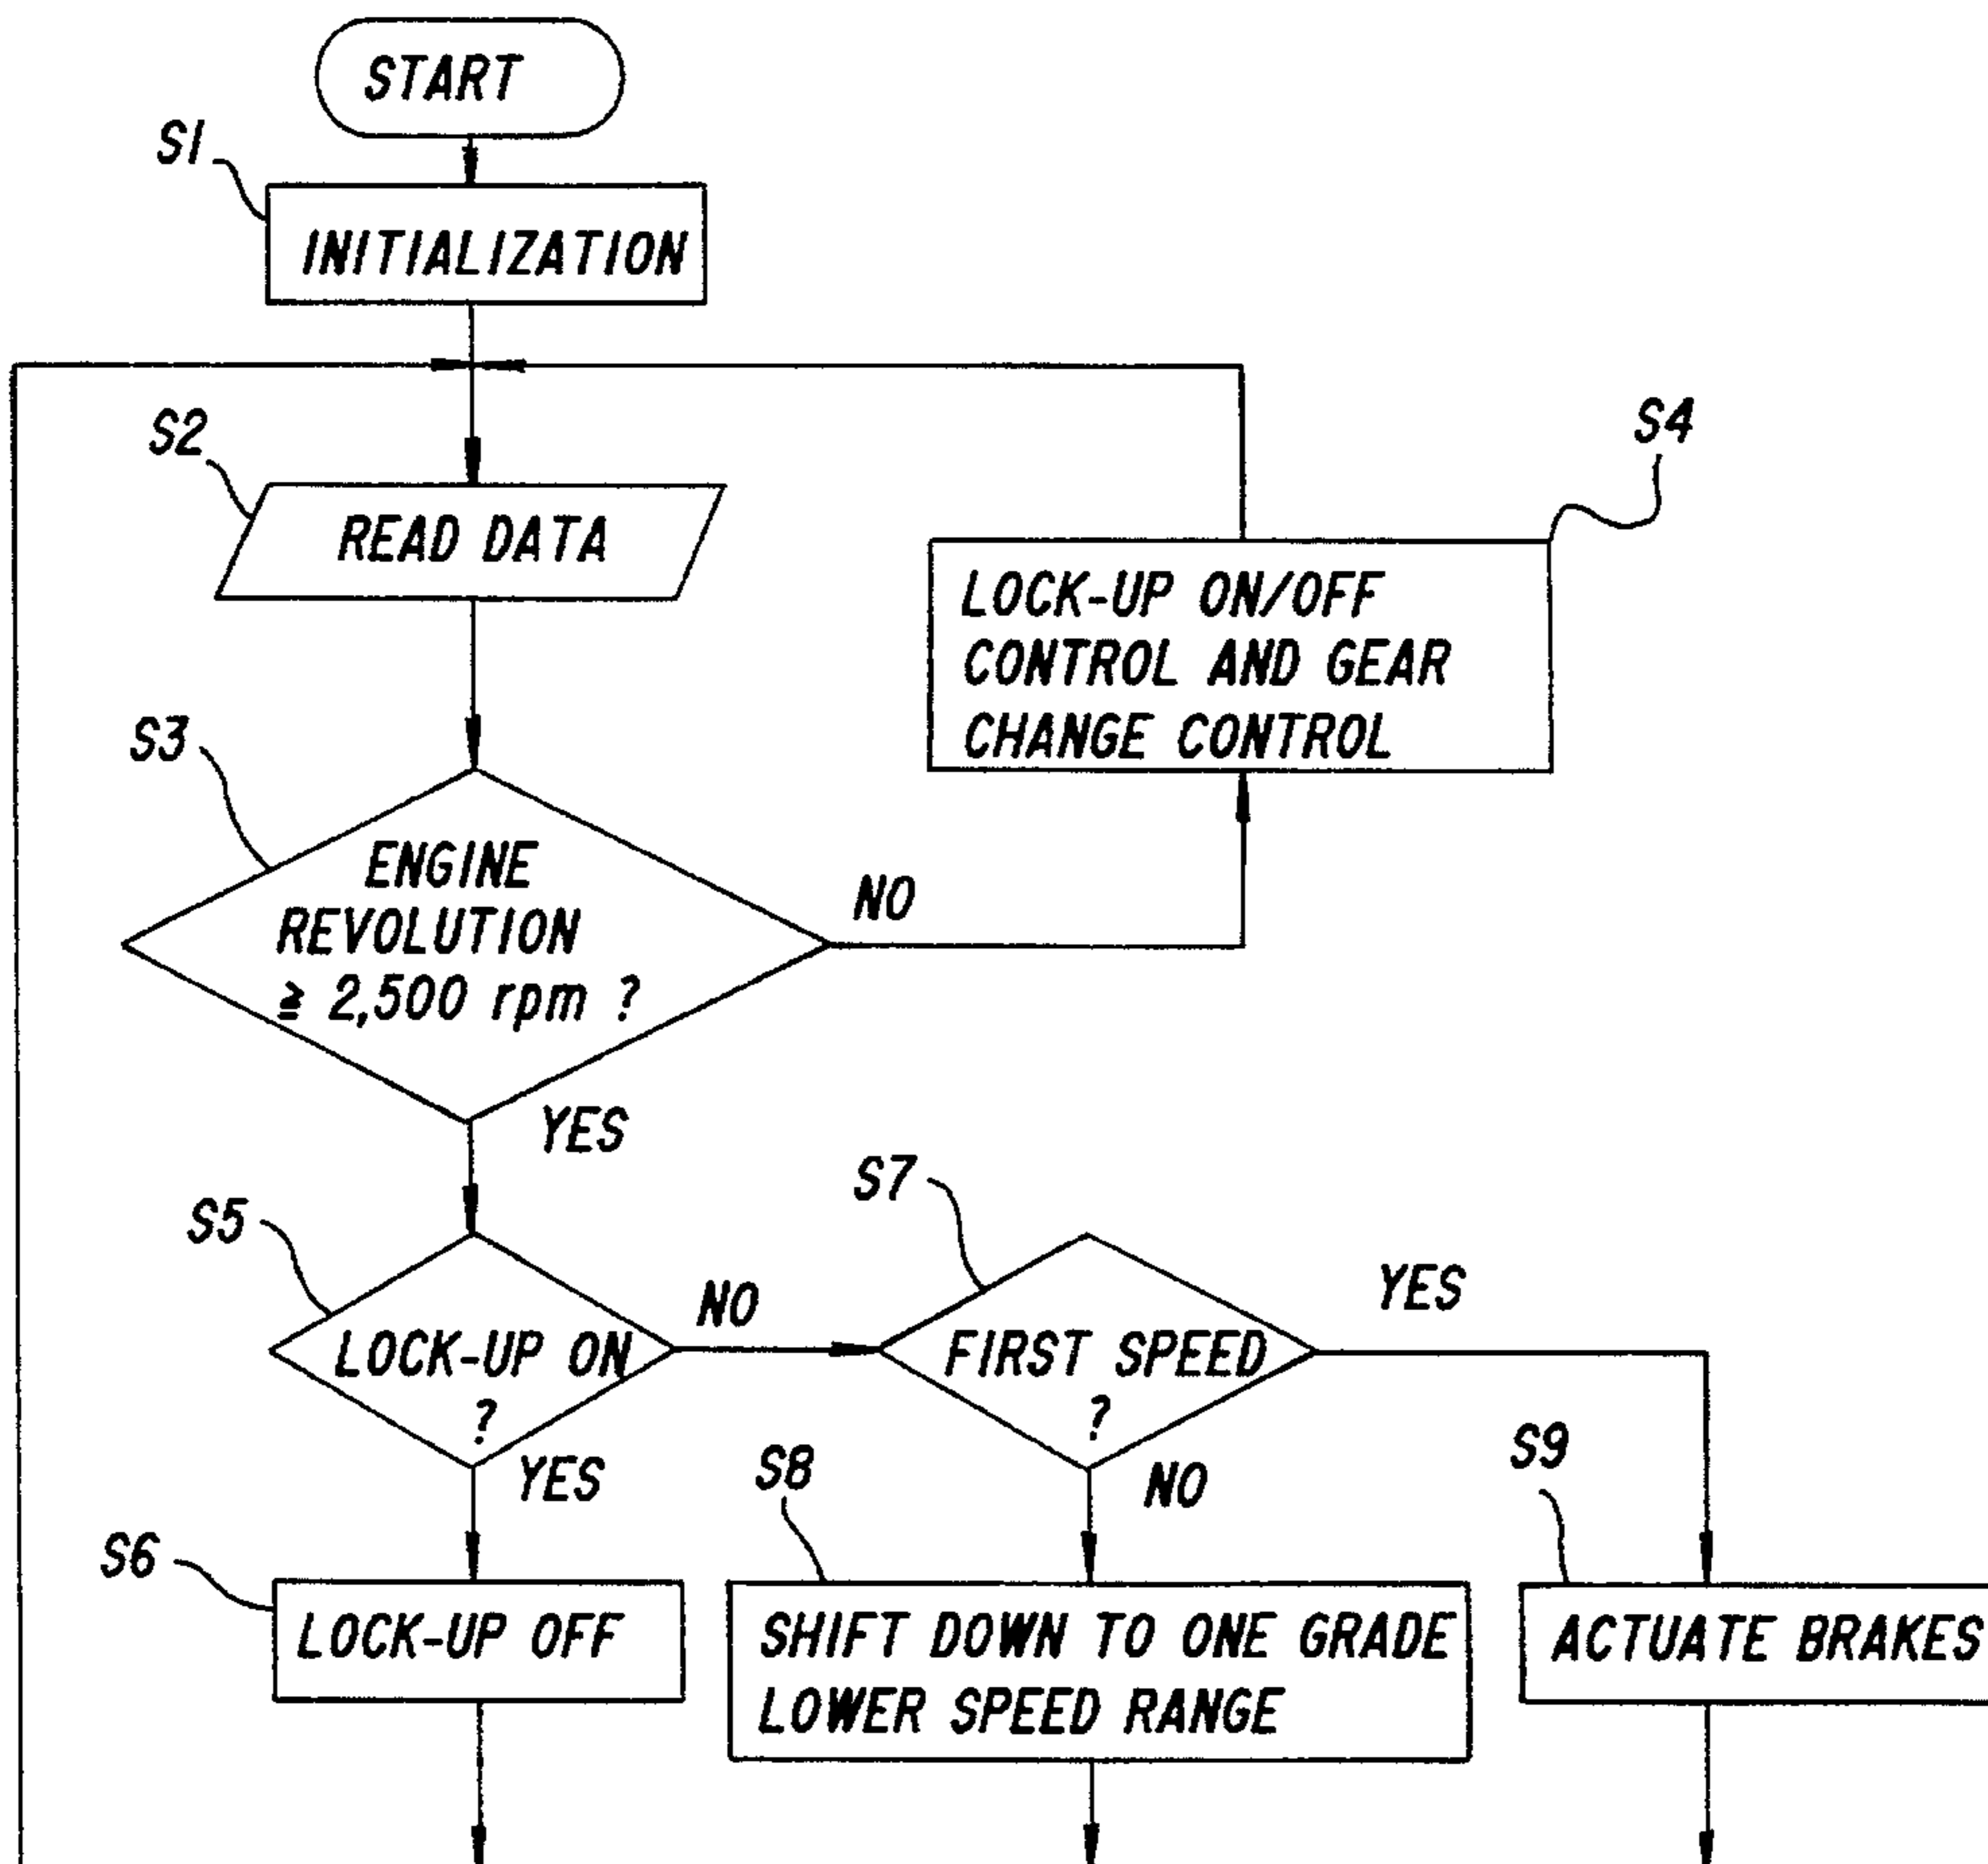 START
S1
INITIALIZATION
S2
READ DATA
S4
LOCK-UP ON/OFF
CONTROL AND GEAR
CHANGE CONTROL
S3
ENGINE
REVOLUTION
≧ 2,500 rpm ?
NO
YES
S5
LOCK-UP ON
?
NO
YES
S7
FIRST SPEED
?
YES
NO
S6
LOCK-UP OFF
S8
SHIFT DOWN TO ONE GRADE
LOWER SPEED RANGE
S9
ACTUATE BRAKES